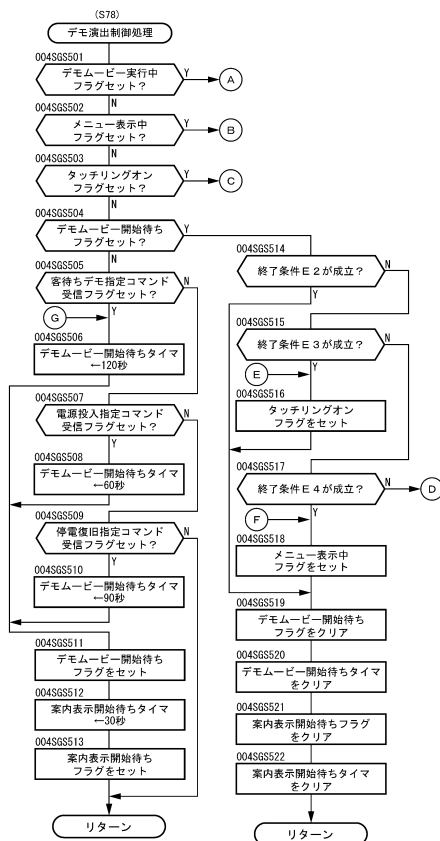 (S78)
デモ演出制御処理
004SGS501
デモムービー実行中
フラグセット？
Y
A
N
004SGS502
メニュー表示中
フラグセット？
Y
B
N
004SGS503
タッチリングオン
フラグセット？
Y
C
N
004SGS504
デモムービー開始待ち
フラグセット？
Y
N
004SGS505
客待ちデモ指定コマンド
受信フラグセット？
N
Y
G
004SGS506
デモムービー開始待ちタイマ
←120秒
004SGS507
電源投入指定コマンド
受信フラグセット？
N
Y
004SGS508
デモムービー開始待ちタイマ
←60秒
004SGS509
停電復旧指定コマンド
受信フラグセット？
N
Y
004SGS510
デモムービー開始待ちタイマ
←90秒
004SGS511
デモムービー開始待ち
フラグをセット
004SGS512
案内表示開始待ちタイマ
←30秒
004SGS513
案内表示開始待ち
フラグをセット
リターン
004SGS514
終了条件Ｅ２が成立？
N
Y
004SGS515
終了条件Ｅ３が成立？
N
Y
E
004SGS516
タッチリングオン
フラグをセット
004SGS517
終了条件Ｅ４が成立？
N
D
Y
F
004SGS518
メニュー表示中
フラグをセット
004SGS519
デモムービー開始待ち
フラグをクリア
004SGS520
デモムービー開始待ちタイマ
をクリア
004SGS521
案内表示開始待ちフラグ
をクリア
004SGS522
案内表示開始待ちタイマ
をクリア
リターン